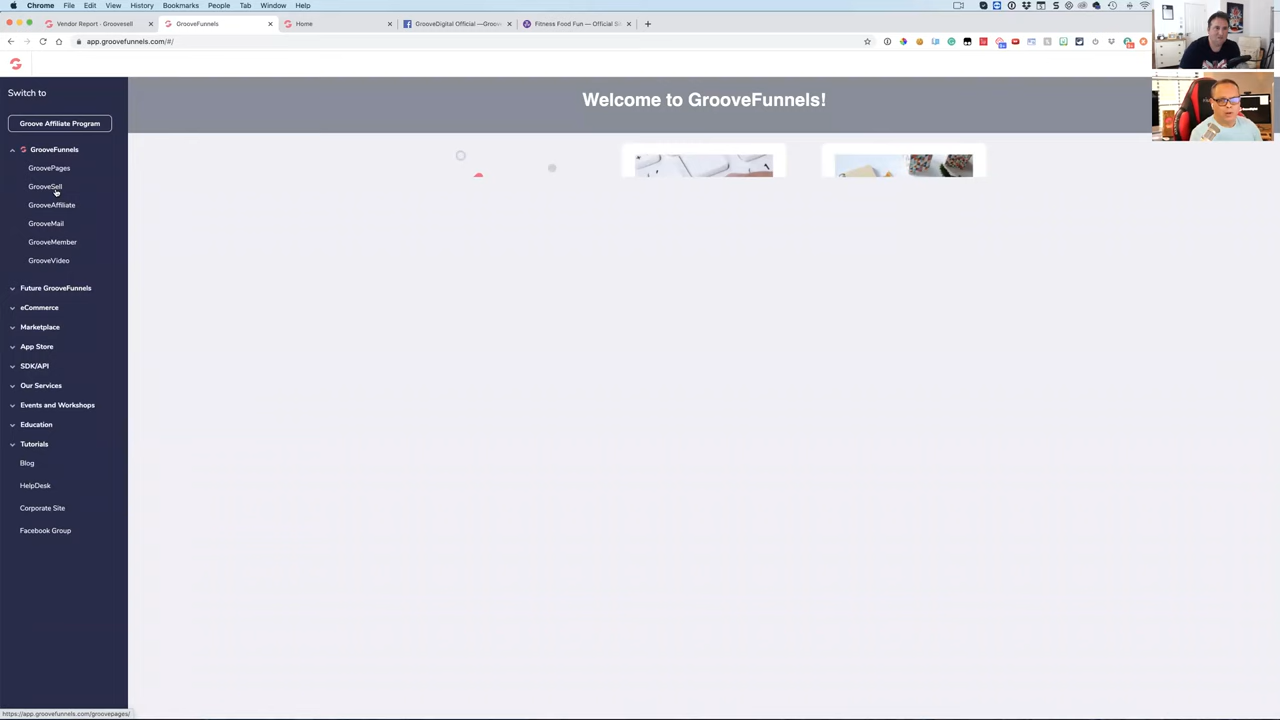 Chrome File Edit View History Bookmarks People Tab Window Help
Vendor Report - Groovesell
GrooveFunnels
Home
GrooveDigital Official —Groov
Fitness Food Fun — Official Si
app.groovefunnels.com/#/
Switch to
Welcome to GrooveFunnels!
Groove Affiliate Program
GrooveFunnels
GroovePages
GrooveSell
GrooveAffiliate
GrooveMail
GrooveMember
GrooveVideo
Future GrooveFunnels
eCommerce
Marketplace
App Store
SDK/API
Our Services
Events and Workshops
Education
Tutorials
Blog
HelpDesk
Corporate Site
Facebook Group
https://app.groovefunnels.com/groovepages/